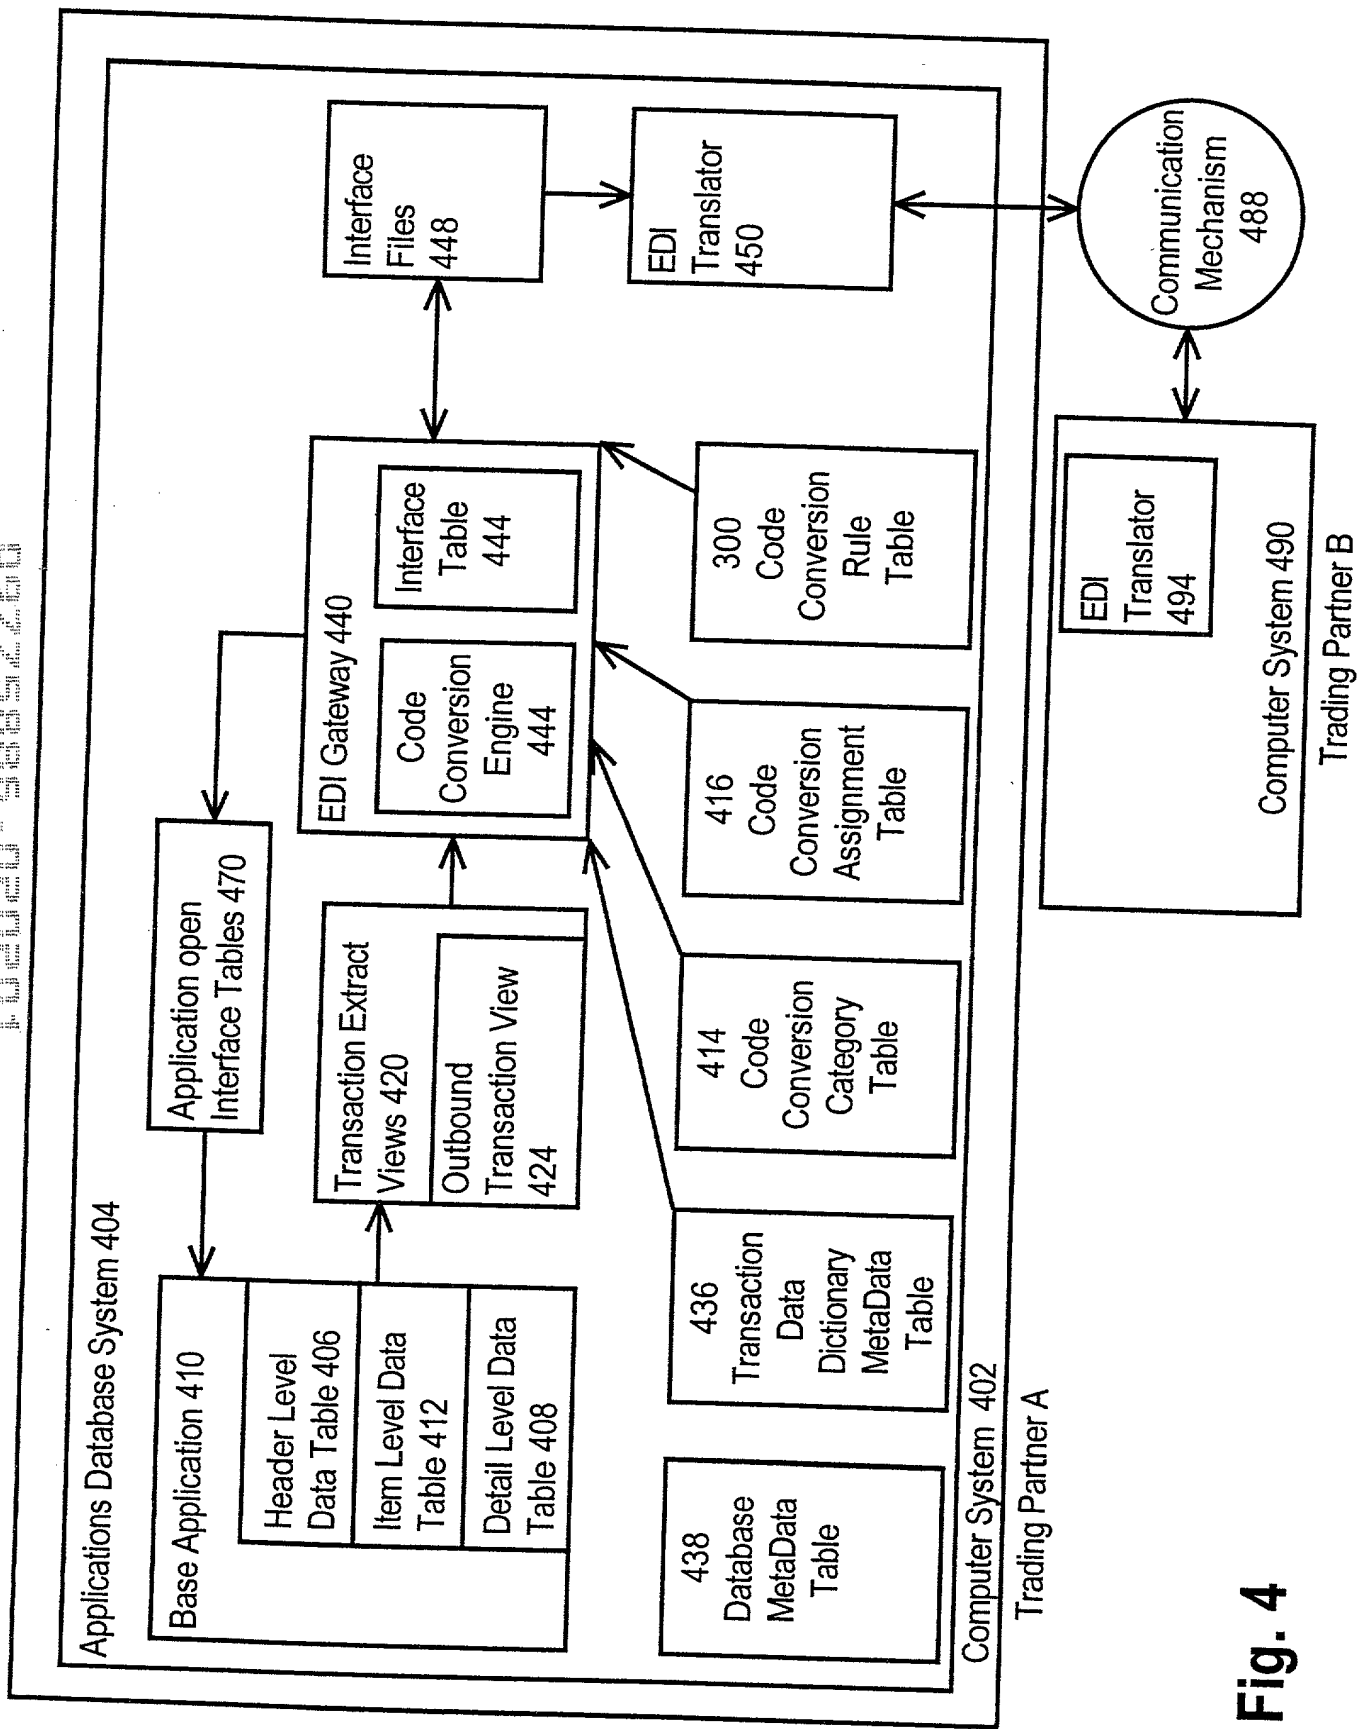 Applications Database System 404
Base Application 410
Header Level
Data Table 406
Item Level Data
Table 412
Detail Level Data
Table 408
Application open
Interface Tables 470
Transaction Extract
Views 420
Outbound
Transaction View
424
EDI Gateway 440
Code
Conversion
Engine
444
Interface
Table
444
Interface
Files
448
EDI
Translator
450
438
Database
MetaData
Table
436
Transaction
Data
Dictionary
MetaData
Table
414
Code
Conversion
Category
Table
416
Code
Conversion
Assignment
Table
300
Code
Conversion
Rule
Table
Computer System 402
Trading Partner A
Communication
Mechanism
488
EDI
Translator
494
Computer System 490
Trading Partner B
Fig. 4